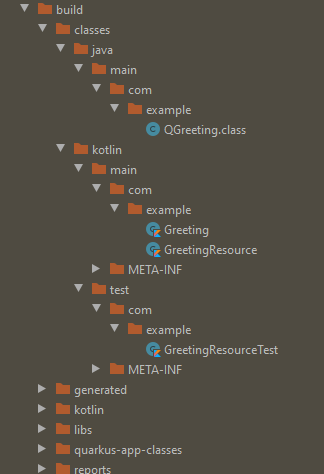 build
classes
java
main
com
example
QGreeting.class
kotlin
main
com
example
Greeting
GreetingResource
META-INF
test
com
example
GreetingResourceTest
META-INF
generated
kotlin
libs
quarkus-app-classes
reports